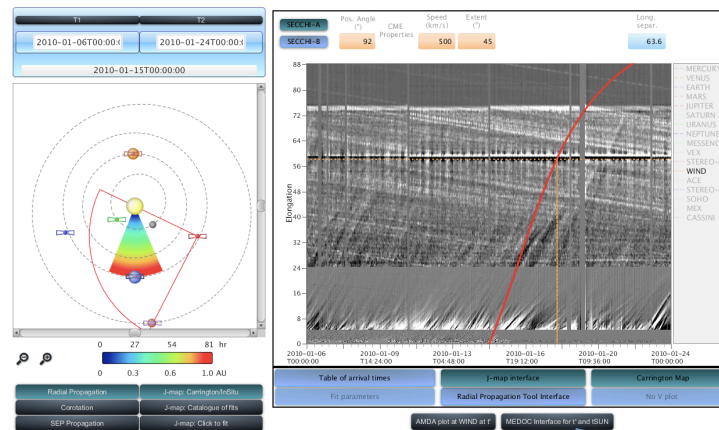 T1 T2
2010-01-06T00:00:( 2010-01-24T00:00:(
2010-01-15T00:00:00
0 27 54 81 hr
0 0.3 0.6 1.0 AU
Radial Propagation J-map: Carrington/InSitu
Corotation J-map: Catalogue of fits
SEP Propagation J-map: Click to fit
SECCHI-A
SECCHI-B
Pos. Angle (°) CME Properties Speed (km/s) Extent (°) Long. separ.
92 500 45 63.6
88
80
72
64
56
48
40
32
24
16
8
0
Elongation
2010-01-06 2010-01-09 2010-01-13 2010-01-16 2010-01-20 2010-01-24
T00:00:00 T14:24:00 T04:48:00 T19:12:00 T09:36:00 T00:00:00
MERCURY
VENUS
EARTH
MARS
JUPITER
SATURN
URANUS
NEPTUNE
MESSENG
VEX
STEREO-
WIND
ACE
STEREO-
SOHO
MEX
CASSINI
Table of arrival times J-map interface Carrington Map
Fit parameters Radial Propagation Tool Interface No V plot
AMDA plot at WIND at t' MEDOC Interface for t' and tSUN